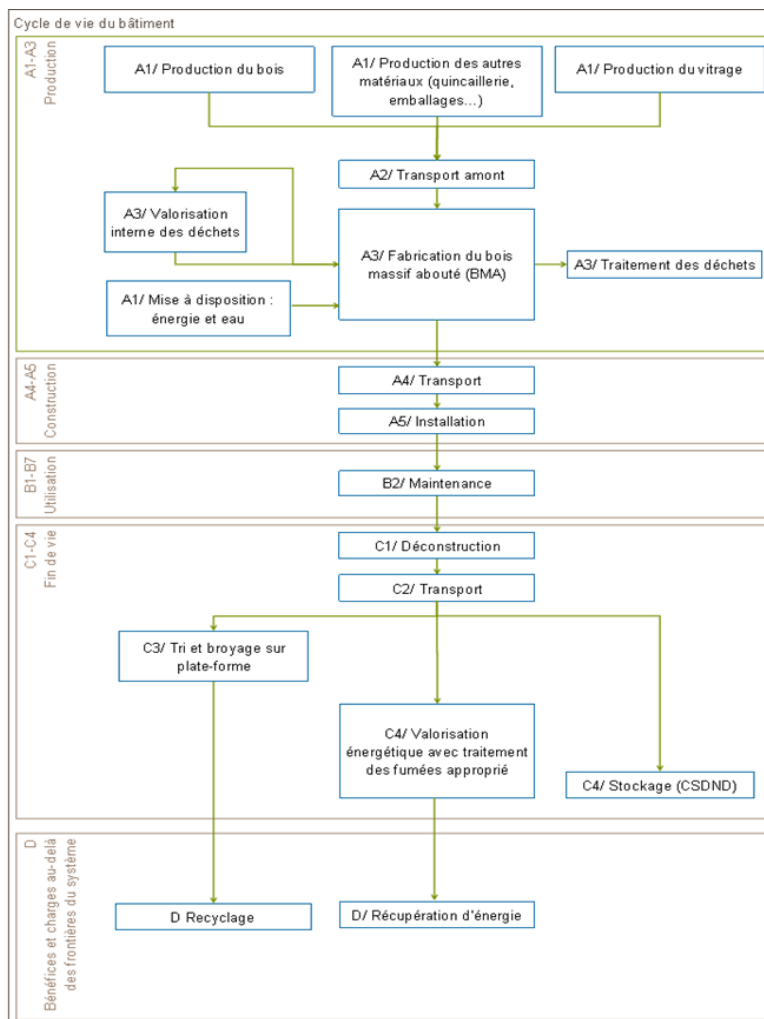 Cycle de vie du bâtiment
A1-A3
Production
A1/ Production du bois
A1/ Production des autres
matériaux (quincaillerie,
emballages...)
A1/ Production du vitrage
A2/ Transport amont
A3/ Valorisation
interne des déchets
A3/ Fabrication du bois
massif abouté (BMA)
A3/ Traitement des déchets
A1/ Mise à disposition :
énergie et eau
A4-A5
Construction
A4/ Transport
A5/ Installation
B1-B7
Utilisation
B2/ Maintenance
C1-C4
Fin de vie
C1/ Déconstruction
C2/ Transport
C3/ Tri et broyage sur
plate-forme
C4/ Valorisation
énergétique avec traitement
des fumées approprié
C4/ Stockage (CSDND)
D
Bénéfices et charges au-delà
des frontières du système
D Recyclage
D/ Récupération d'énergie